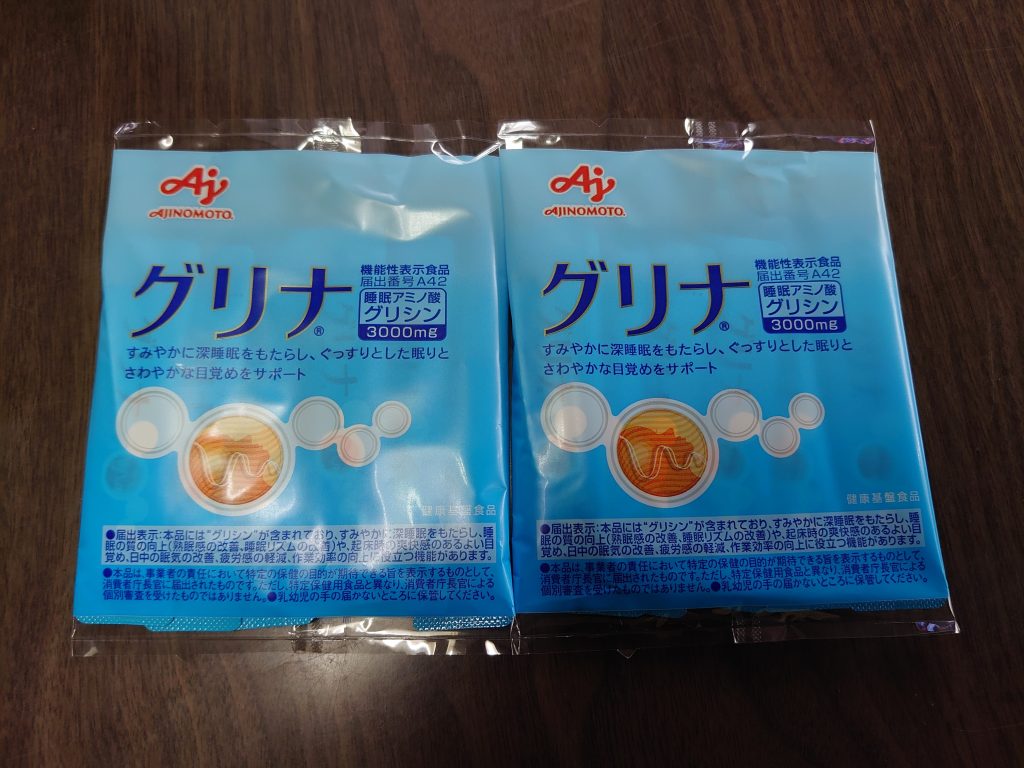 Aj
AJINOMOTO®
グリナ®
機能性表示食品
届出番号A42
睡眠アミノ酸
グリシン
3000mg
すみやかに深睡眠をもたらし、ぐっすりとした眠りと
さわやかな目覚めをサポート
健康基盤食品
●届出表示:本品には“グリシン”が含まれており、すみやかに深睡眠をもたらし、睡
眠の質の向上(熟眠感の改善、睡眠リズムの改善)や、起床時の爽快感のあるよい目
覚め、日中の眠気の改善、疲労感の軽減、作業効率の向上に役立つ機能があります。
●本品は、事業者の責任において特定の保健の目的が期待できる旨を表示するものとして、
消費者庁長官に届出されたものです。ただし、特定保健用食品と異なり、消費者庁長官による
個別審査を受けたものではありません。●乳幼児の手の届かないところに保管してください。
Aj
AJINOMOTO®
グリナ®
機能性表示食品
届出番号A42
睡眠アミノ酸
グリシン
3000mg
すみやかに深睡眠をもたらし、ぐっすりとした眠りと
さわやかな目覚めをサポート
健康基盤食品
●届出表示:本品には“グリシン”が含まれており、すみやかに深睡眠をもたらし、睡
眠の質の向上(熟眠感の改善、睡眠リズムの改善)や、起床時の爽快感のあるよい目
覚め、日中の眠気の改善、疲労感の軽減、作業効率の向上に役立つ機能があります。
●本品は、事業者の責任において特定の保健の目的が期待できる旨を表示するものとして、
消費者庁長官に届出されたものです。ただし、特定保健用食品と異なり、消費者庁長官による
個別審査を受けたものではありません。●乳幼児の手の届かないところに保管してください。